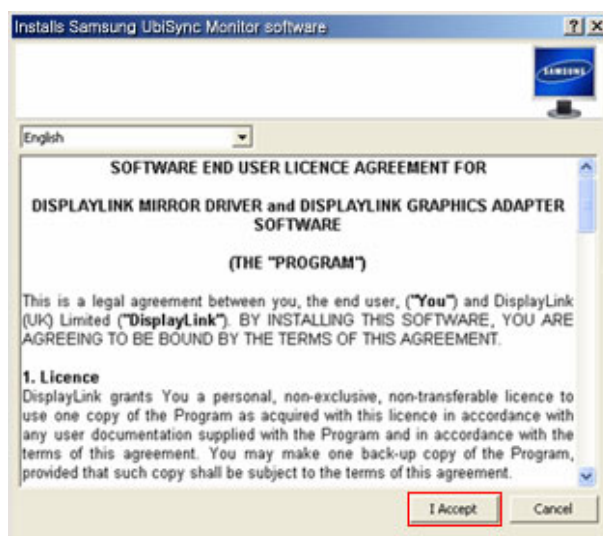 Installs Samsung UbiSync Monitor software
? X
SAMSUNG
English
SOFTWARE END USER LICENCE AGREEMENT FOR
DISPLAYLINK MIRROR DRIVER and DISPLAYLINK GRAPHICS ADAPTER
SOFTWARE
(THE "PROGRAM")
This is a legal agreement between you, the end user, ("You") and DisplayLink
(UK) Limited ("DisplayLink"). BY INSTALLING THIS SOFTWARE, YOU ARE
AGREEING TO BE BOUND BY THE TERMS OF THIS AGREEMENT.
1. Licence
DisplayLink grants You a personal, non-exclusive, non-transferable licence to
use one copy of the Program as acquired with this licence in accordance with
any user documentation supplied with the Program and in accordance with the
terms of this agreement. You may make one back-up copy of the Program,
provided that such copy shall be subject to the terms of this agreement.
I Accept
Cancel